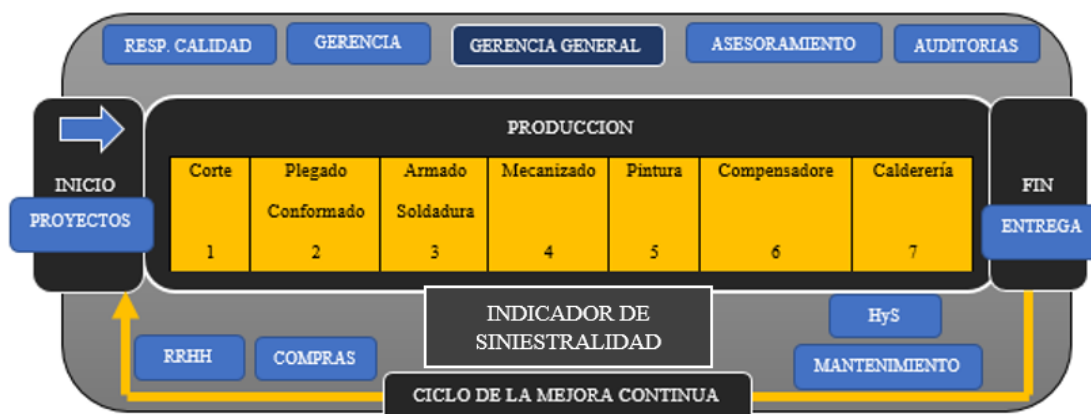 RESP. CALIDAD
GERENCIA
GERENCIA GENERAL
ASESORAMIENTO
AUDITORIAS
PRODUCCION
INICIO
PROYECTOS
Corte
1
Plegado
Conformado
2
Armado
Soldadura
3
Mecanizado
4
Pintura
5
Compensadore
6
Calderería
7
FIN
ENTREGA
INDICADOR DE
SINIESTRALIDAD
HyS
RRHH
COMPRAS
MANTENIMIENTO
CICLO DE LA MEJORA CONTINUA